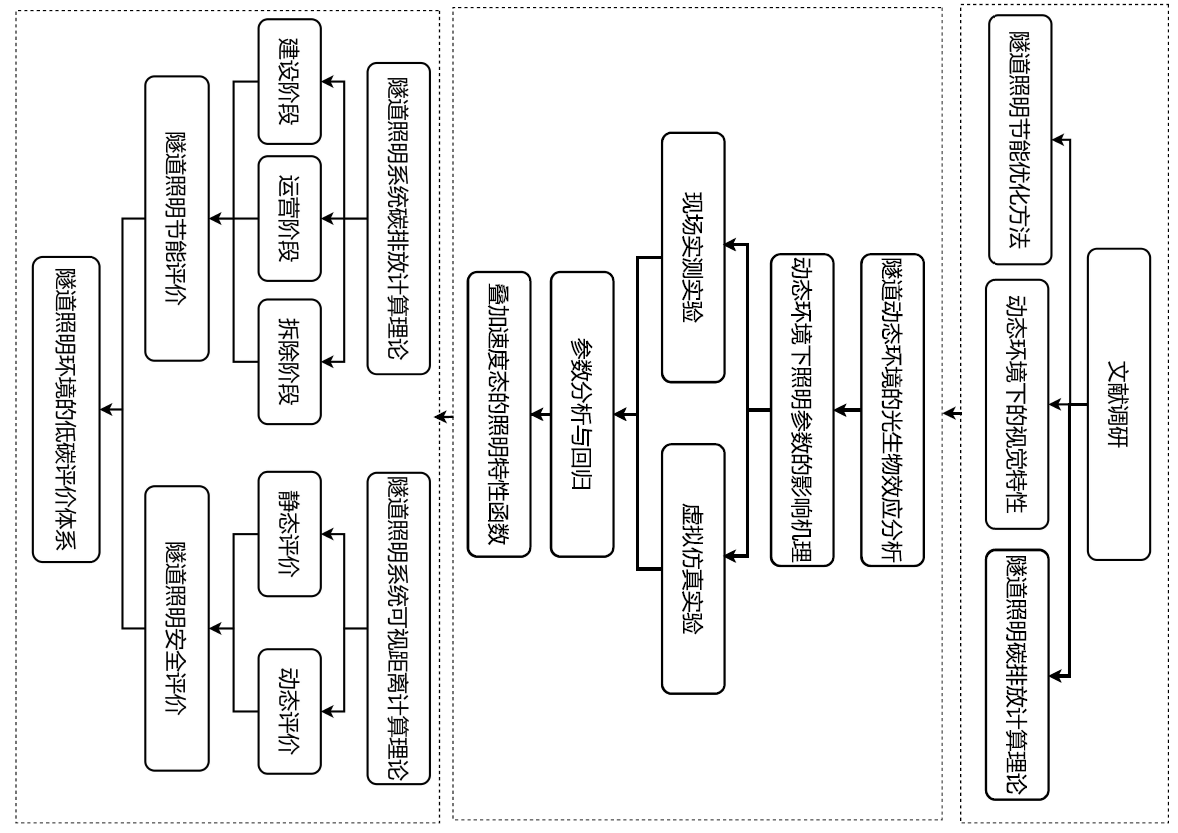 文献调研
隧道照明节能优化方法
动态环境下的视觉特性
隧道照明碳排放计算理论
隧道动态环境的光生物效应分析
动态环境下照明参数的影响机理
现场实测实验
虚拟仿真实验
参数分析与回归
叠加速度态的照明特性函数
隧道照明系统碳排放计算理论
隧道照明系统可视距离计算理论
建设阶段
运营阶段
拆除阶段
静态评价
动态评价
隧道照明节能评价
隧道照明安全评价
隧道照明环境的低碳评价体系